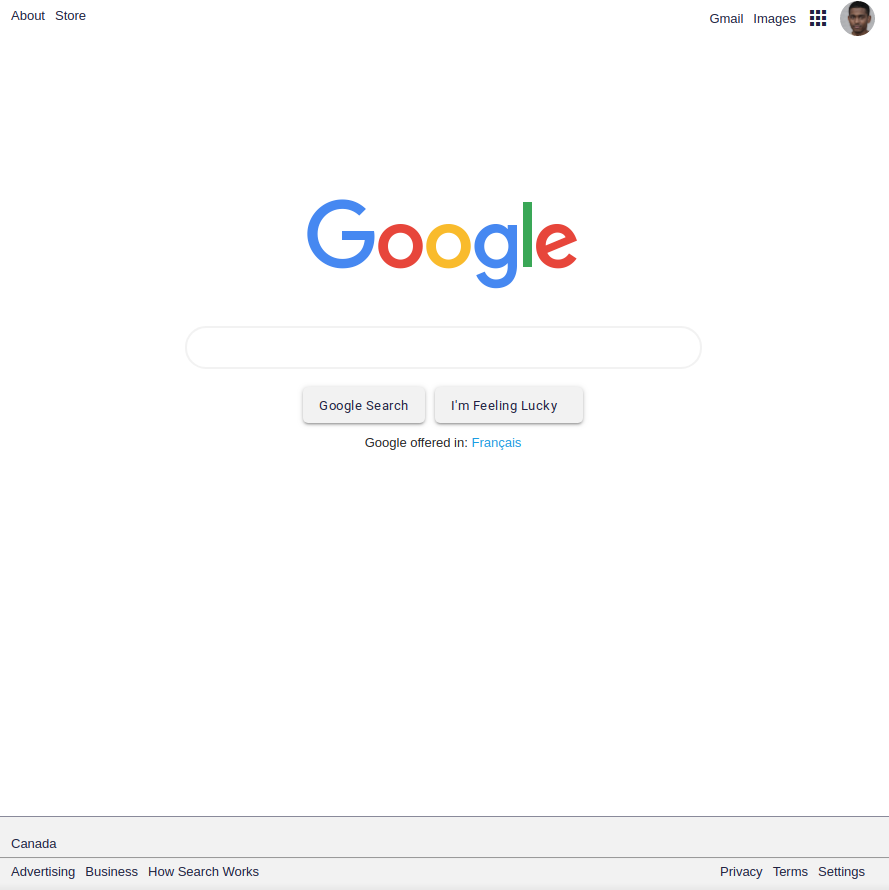 About Store
Gmail Images
Google
Google Search I'm Feeling Lucky
Google offered in: Français
Canada
Advertising Business How Search Works
Privacy Terms Settings